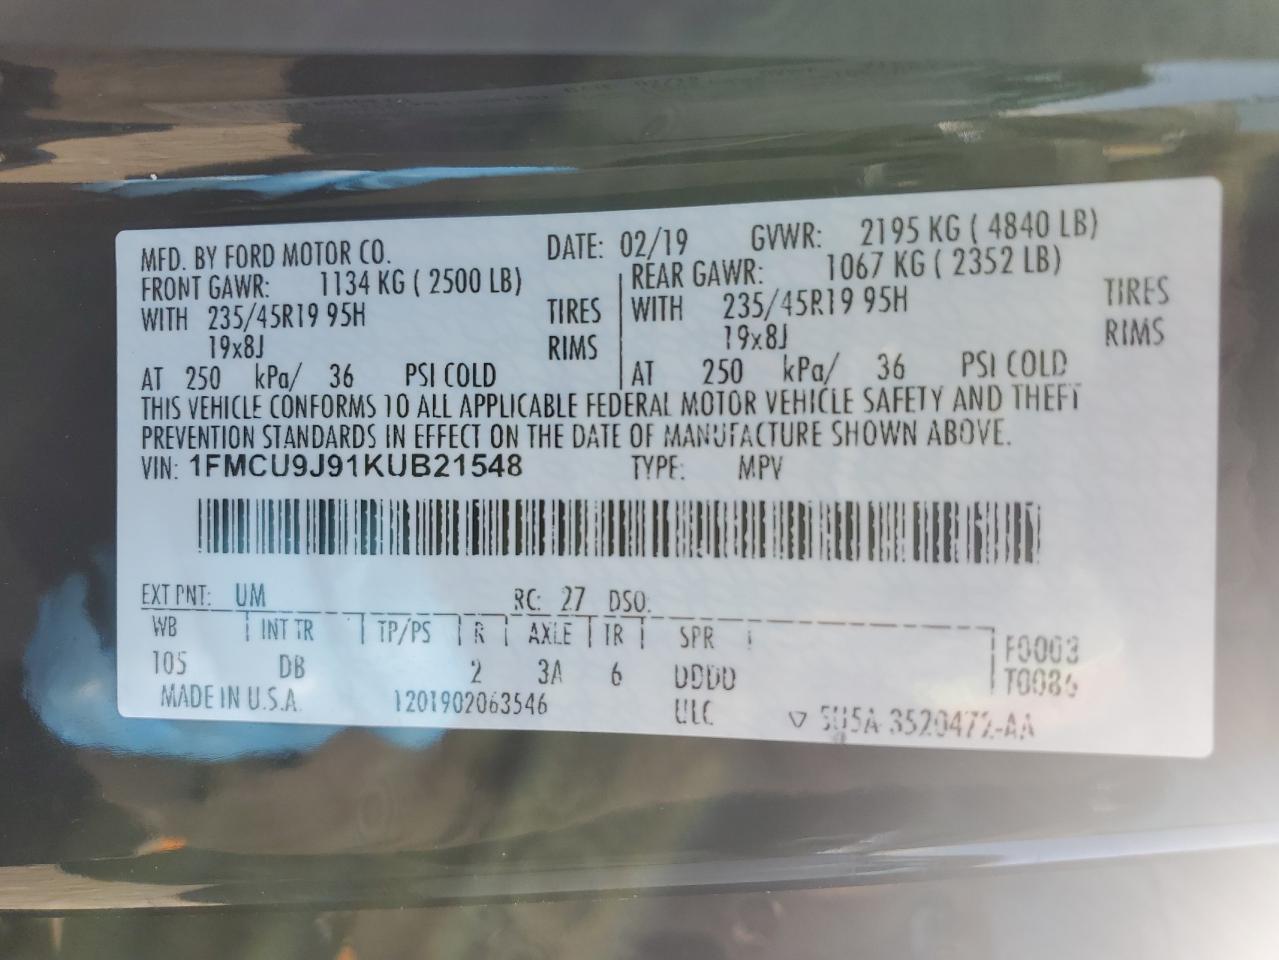 MFD. BY FORD MOTOR CO. DATE: 02/19 GVWR: 2195 KG ( 4840 LB)
FRONT GAWR: 1134 KG ( 2500 LB) REAR GAWR: 1067 KG ( 2352 LB)
WITH 235/45R19 95H TIRES WITH 235/45R19 95H TIRES
19x8J RIMS 19x8J RIMS
AT 250 kPa/ 36 PSI COLD AT 250 kPa/ 36 PSI COLD
THIS VEHICLE CONFORMS TO ALL APPLICABLE FEDERAL MOTOR VEHICLE SAFETY AND THEFT
PREVENTION STANDARDS IN EFFECT ON THE DATE OF MANUFACTURE SHOWN ABOVE.
VIN: 1FMCU9J91KUB21548 TYPE: MPV
EXT PNT: UM RC: 27 DSO:
WB INT TR TP/PS R AXLE TR SPR F0003
105 DB 2 3A 6 DDDD T0086
MADE IN U.S.A. 1201902063546 ULC ▽ 5U5A-3520472-AA